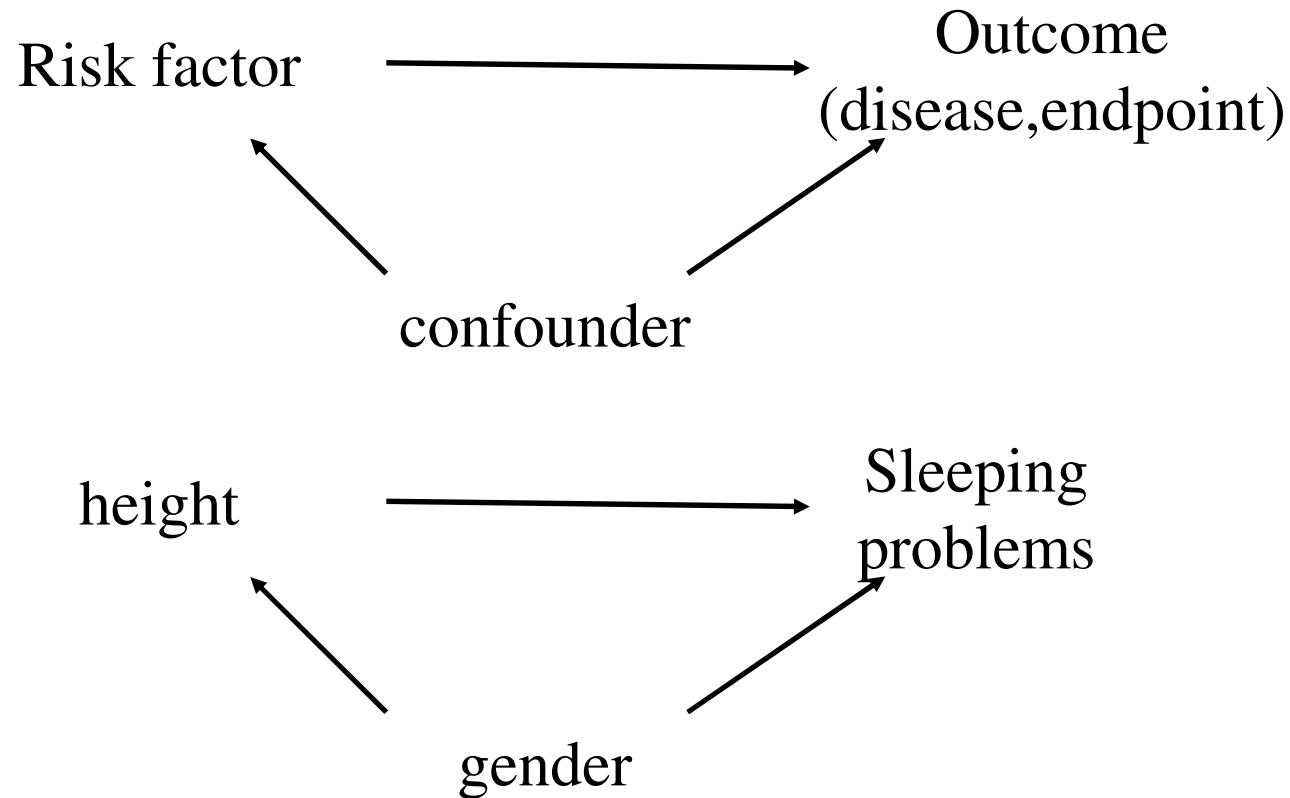 Risk factor
Outcome
(disease,endpoint)
confounder
height
Sleeping
problems
gender